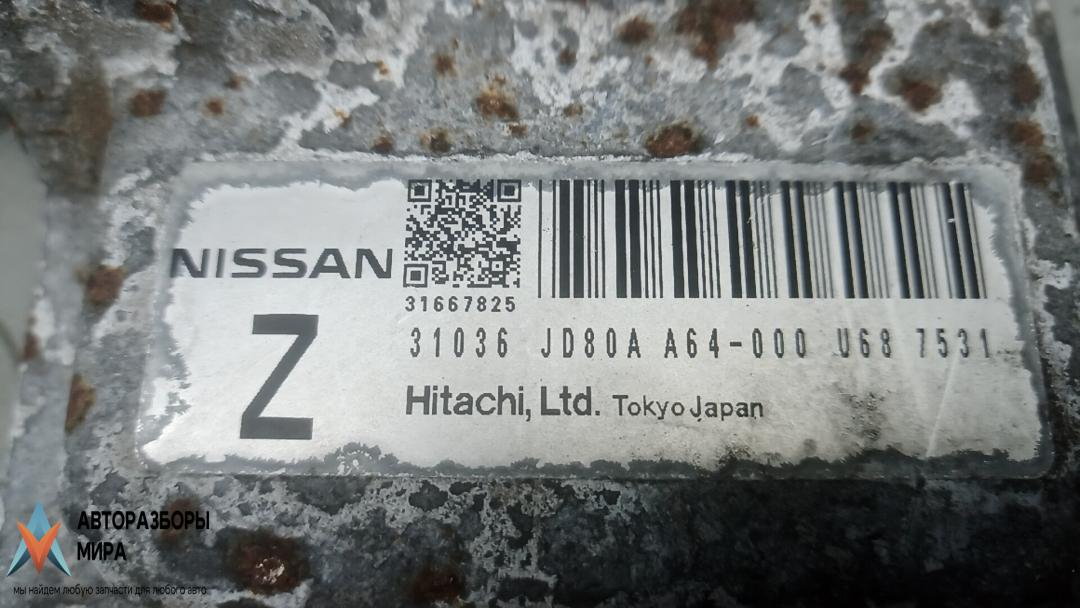 NISSAN
31667825
31036 JD80A A64-000 U68 7531
Z
Hitachi, Ltd. Tokyo Japan
АВТОРАЗБОРЫ
МИРА
мы найдем любую запчасти для любого авто